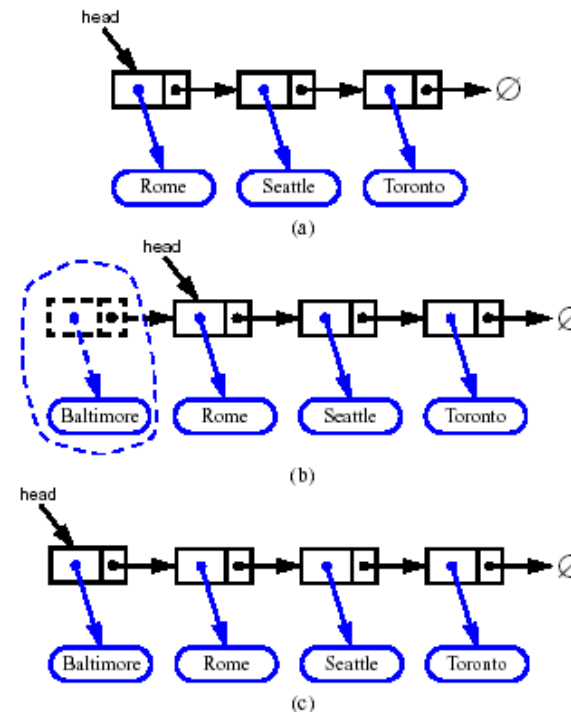 head
∅
Rome Seattle Toronto
(a)
head
∅
Baltimore Rome Seattle Toronto
(b)
head
∅
Baltimore Rome Seattle Toronto
(c)